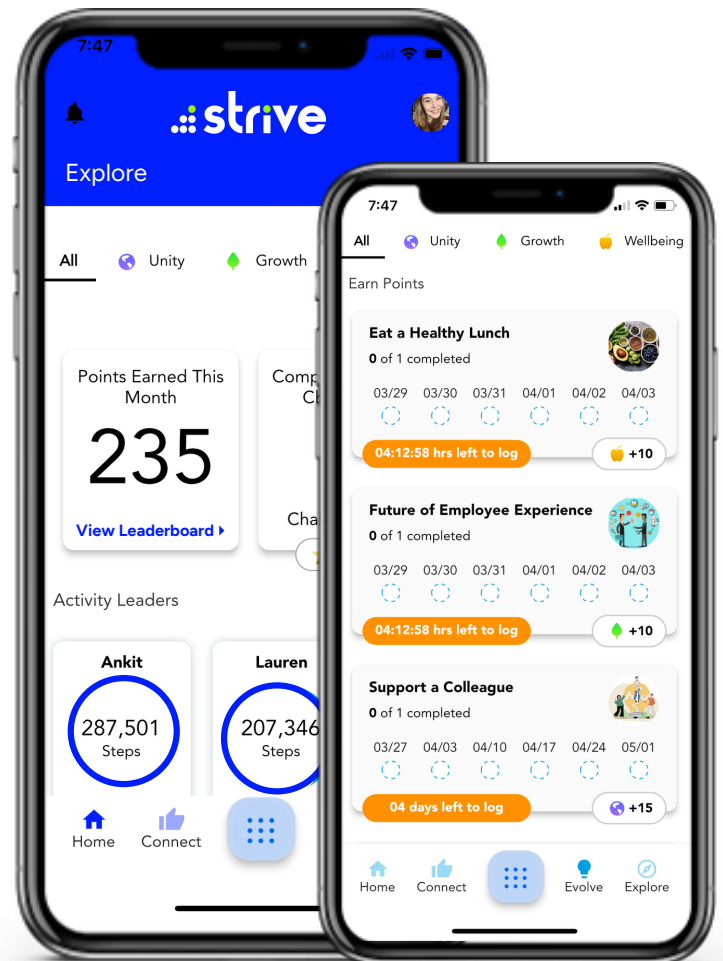 7:47
strive
Explore
All
Unity
Growth
Points Earned This
Month
235
View Leaderboard
Cha
Activity Leaders
Ankit
287,501
Steps
Lauren
207,346
Steps
Home
Connect
7:47
All
Unity
Growth
Wellbeing
Earn Points
Eat a Healthy Lunch
0 of 1 completed
03/29 03/30 03/31 04/01 04/02 04/03
04:12:58 hrs left to log
+10
Future of Employee Experience
0 of 1 completed
03/29 03/30 03/31 04/01 04/02 04/03
04:12:58 hrs left to log
+10
Support a Colleague
0 of 1 completed
03/27 04/03 04/10 04/17 04/24 05/01
04 days left to log
+15
Home
Connect
Evolve
Explore